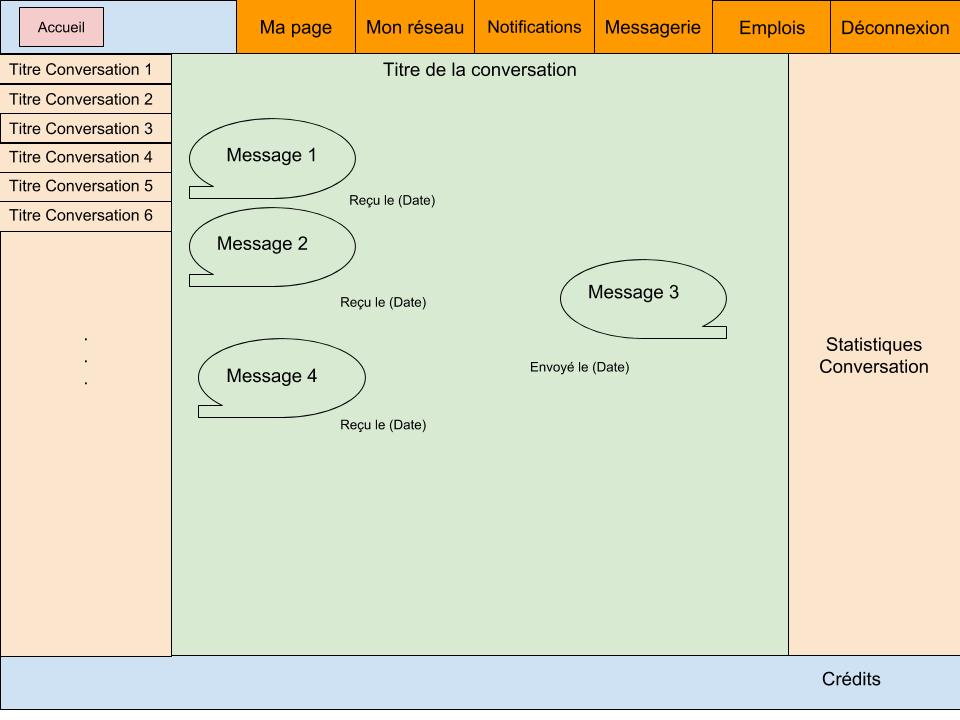 Accueil
Ma page
Mon réseau
Notifications
Messagerie
Emplois
Déconnexion
Titre Conversation 1
Titre Conversation 2
Titre Conversation 3
Titre Conversation 4
Titre Conversation 5
Titre Conversation 6
.
.
.
Titre de la conversation
Message 1
Reçu le (Date)
Message 2
Reçu le (Date)
Message 3
Envoyé le (Date)
Message 4
Reçu le (Date)
Statistiques
Conversation
Crédits